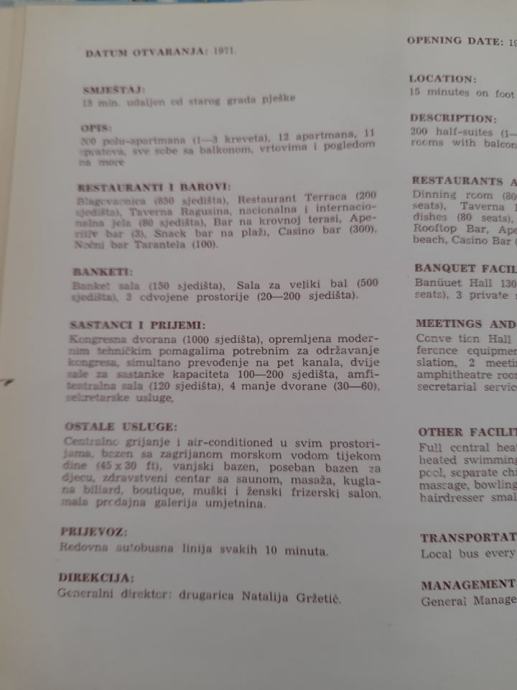 DATUM OTVARANJA: 1971.
SMJEŠTAJ:
15 min. udaljen od starog grada pješke
OPIS:
200 polu-apartmana (1—3 kreveta), 12 apartmana, 11
spratova, sve sobe sa balkonom, vrtovima i pogledom
na more
RESTAURANTI I BAROVI:
Blagovaonica (850 sjedišta), Restaurant Terraca (200
sjedišta), Taverna Ragusina, nacionalna i internacio-
nalna jela (80 sjedišta), Bar na krovnoj terasi, Ape-
ritiv bar (3), Snack bar na plaži, Casino bar (300),
Noćni bar Tarantela (100).
BANKETI:
Banket sala (150 sjedišta), Sala za veliki bal (500
sjedišta), 3 odvojene prostorije (20—200 sjedišta).
SASTANCI I PRIJEMI:
Kongresna dvorana (1000 sjedišta), opremljena moder-
nim tehničkim pomagalima potrebnim za održavanje
kongresa, simultano prevođenje na pet kanala, dvije
sale za sastanke kapaciteta 100—200 sjedišta, amfi-
teatralna sala (120 sjedišta), 4 manje dvorane (30—60),
sekretarske usluge,
OSTALE USLUGE:
Centralno grijanje i air-conditioned u svim prostori-
jama, bazen sa zagrijanom morskom vodom tijekom
dine (45 x 30 ft), vanjski bazen, poseban bazen za
djecu, zdravstveni centar sa saunom, masaža, kugla-
na biliard, boutique, muški i ženski frizerski salon,
mala prodajna galerija umjetnina.
PRIJEVOZ:
Redovna autobusna linija svakih 10 minuta.
DIREKCIJA:
Generalni direktor: drugarica Natalija Gržetić.
OPENING DATE:
LOCATION:
15 minutes on foot
DESCRIPTION:
200 half-suites (1—
rooms with balcon
RESTAURANTS A
Dining room (80
seats), Taverna
dishes (80 seats),
Rooftop Bar, Ape
beach, Casino Bar (
BANQUET FACIL
Banüuet Hall 130
seats), 3 private
MEETINGS AND
Conve tion Hall
ference equipmen
slation, 2 meeti
amphitheatre roo
secretarial servic
OTHER FACILIT
Full central hea
heated swimming
pool, separate chi
massage, bowling
hairdresser smal
TRANSPORTAT
Local bus every
MANAGEMENT
General Manage